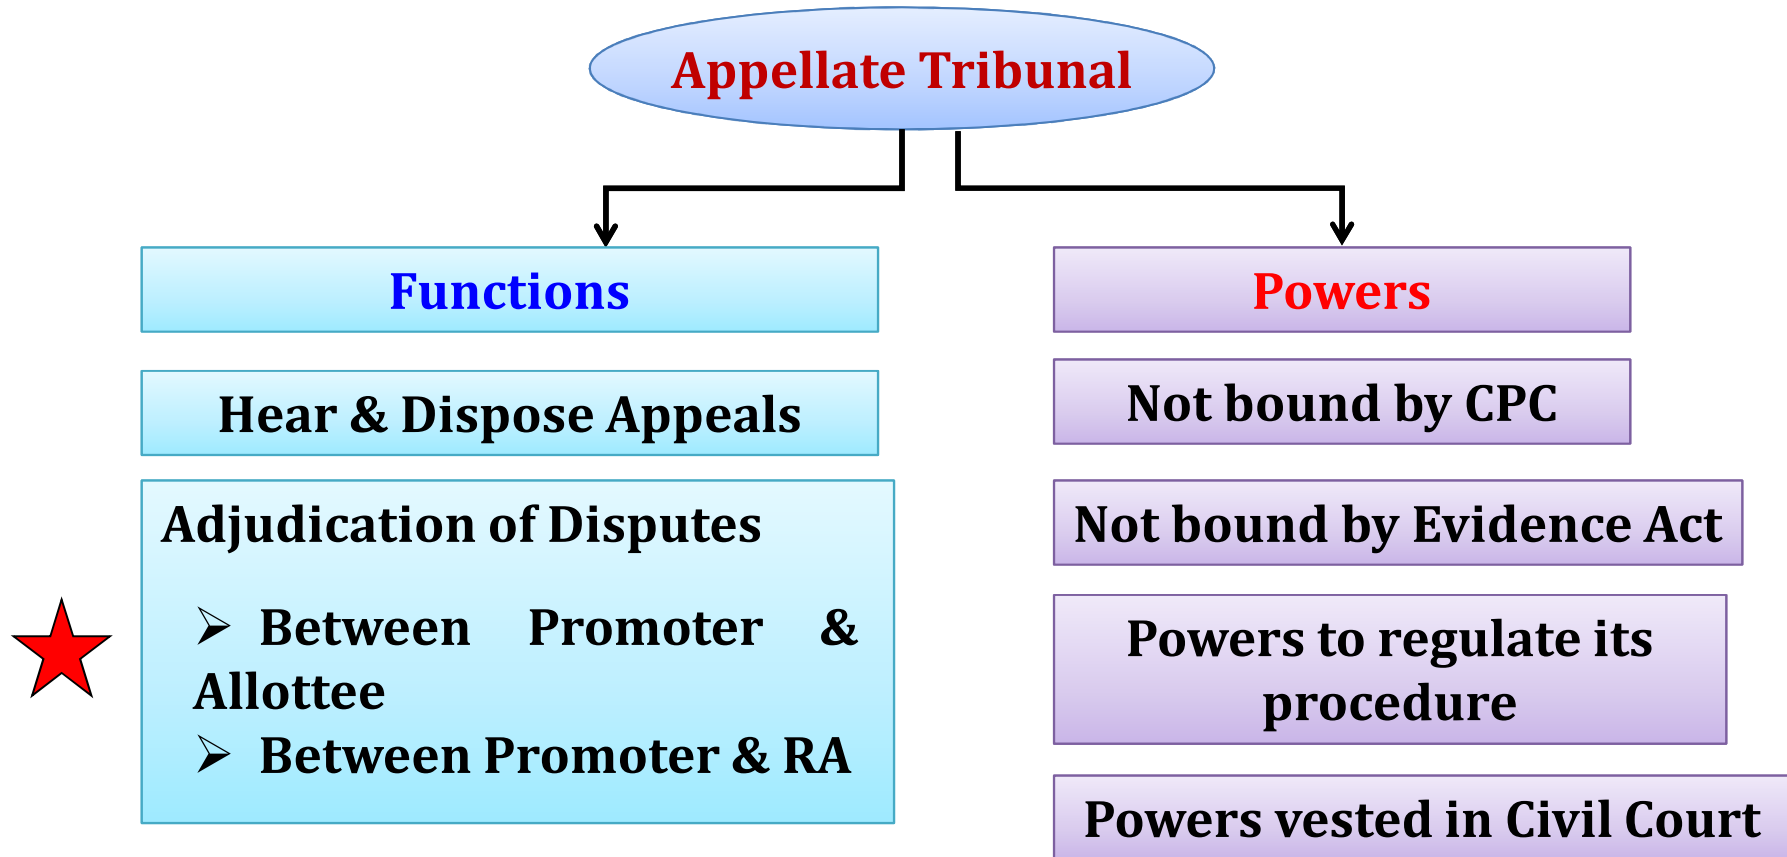 Appellate Tribunal
Functions
Hear & Dispose Appeals
Adjudication of Disputes
➢ Between Promoter &
Allottee
➢ Between Promoter & RA
Powers
Not bound by CPC
Not bound by Evidence Act
Powers to regulate its
procedure
Powers vested in Civil Court